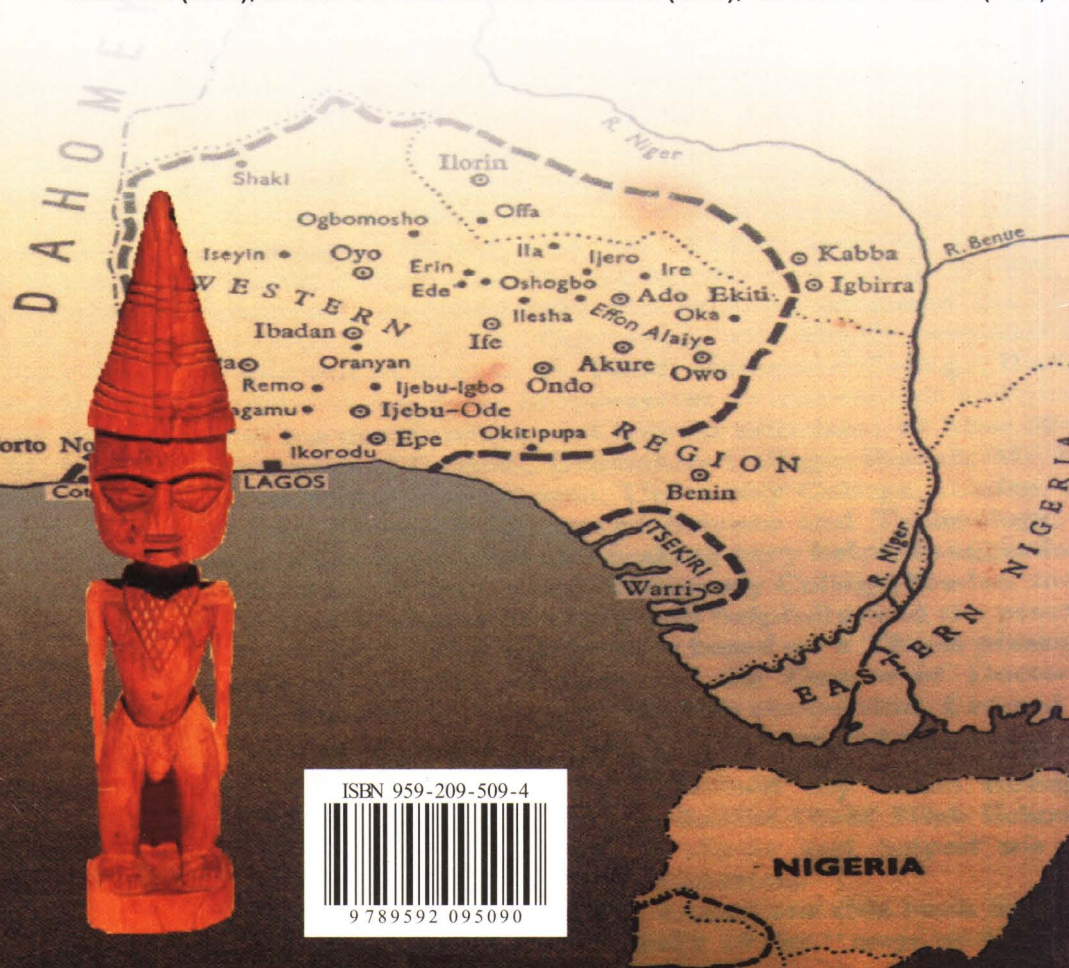 DAHOME
R. Niger
Ilorin
Shaki
Offa
Ogbomosho
Ila
Iseyin
Oyo
Ijero
Kabba
R. Benue
Erin
Ire
Ede
Oshogbo
Ado Ekiti
Igbirra
WESTERN
Ilesha
Effon Alaiye
Oka
Ibadan
Ife
Oranyan
Akure
Owo
Remo
Ijebu-Igbo
Ondo
Ijebu-Ode
Epe
Okitipupa
REGION
Ikorodu
LAGOS
Benin
ITSEKIRI
Warri
R. Niger
NIGERIA
EASTERN
ISBN 959-209-509-4
9 789592 095090
NIGERIA